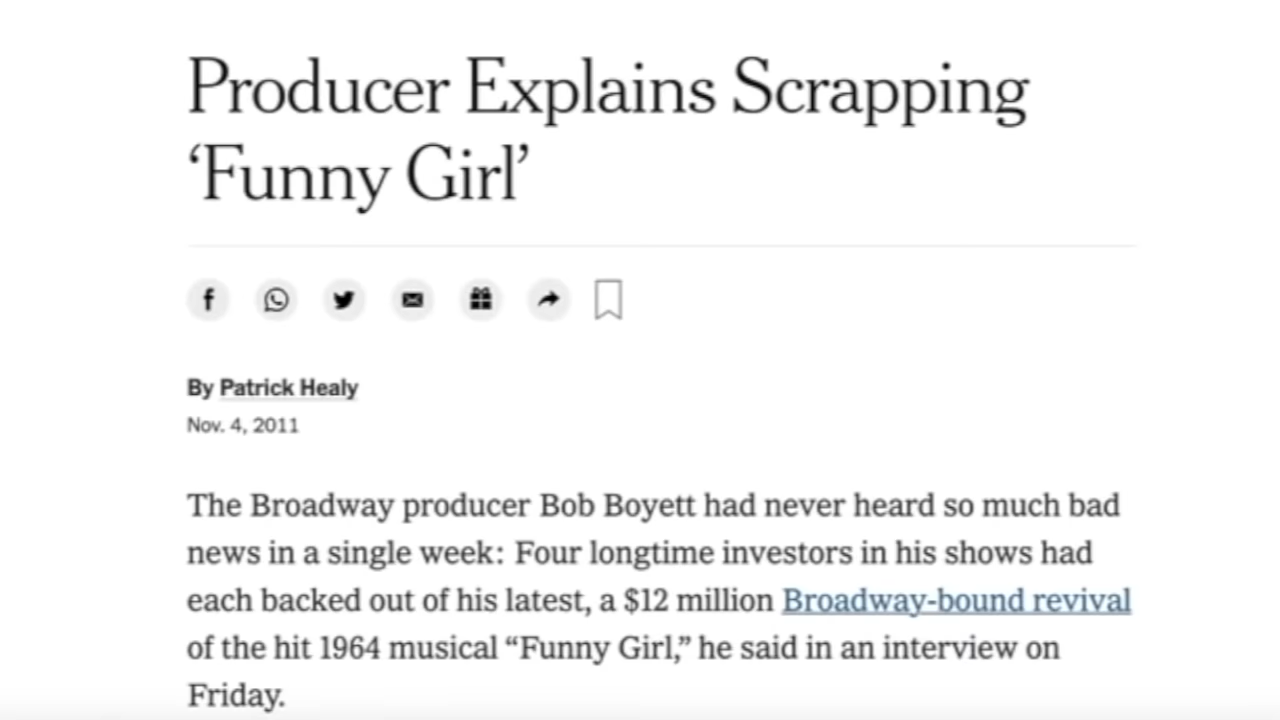 Producer Explains Scrapping
‘Funny Girl’
By Patrick Healy
Nov. 4, 2011
The Broadway producer Bob Boyett had never heard so much bad
news in a single week: Four longtime investors in his shows had
each backed out of his latest, a $12 million Broadway-bound revival
of the hit 1964 musical “Funny Girl,” he said in an interview on
Friday.